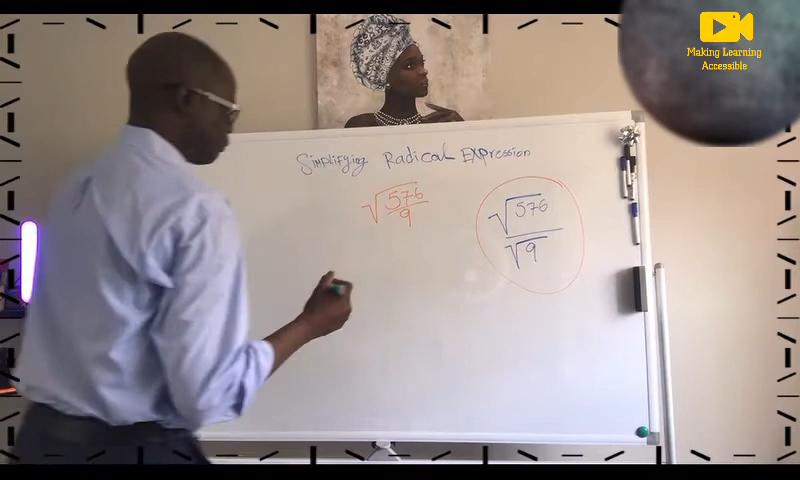 Making Learning
Accessible
Simplifying Radical Expression
√576/9
√576
√9